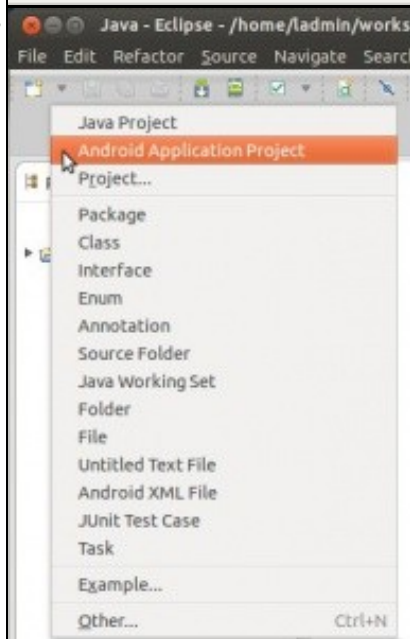 Java - Eclipse - /home/ladmin/works
File Edit Refactor Source Navigate Searc
Java Project
Android Application Project
Project...
Package
Class
Interface
Enum
Annotation
Source Folder
Java Working Set
Folder
File
Untitled Text File
Android XML File
JUnit Test Case
Task
Example...
Other... Ctrl+N